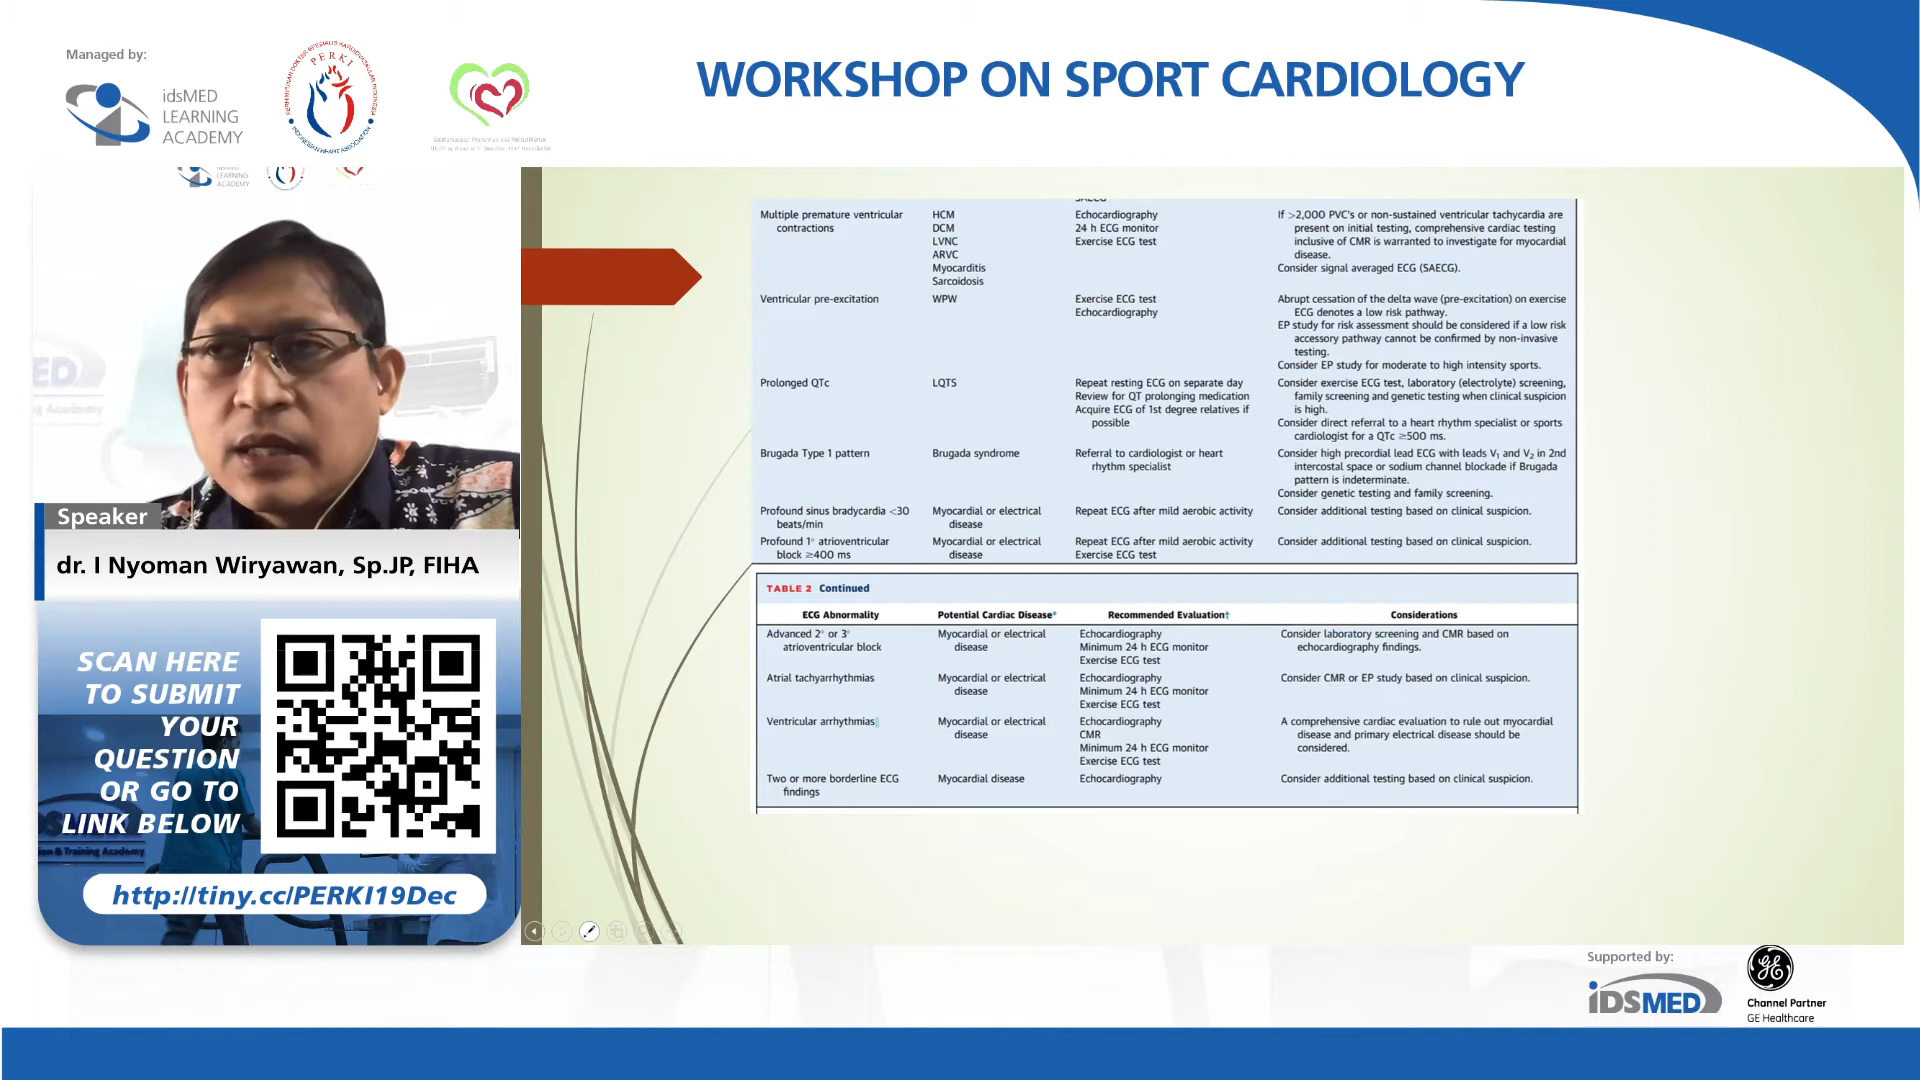 Managed by:
idsMED
LEARNING
ACADEMY
PERHIMPUNAN DOKTER SPESIALIS KARDIOVASKULAR INDONESIA
PERKI
INDONESIAN HEART ASSOCIATION
WORKSHOP ON SPORT CARDIOLOGY
LEARNING
ACADEMY
Speaker
dr. I Nyoman Wiryawan, Sp.JP, FIHA
SCAN HERE
TO SUBMIT
YOUR
QUESTION
OR GO TO
LINK BELOW
http://tiny.cc/PERKI19Dec
SAECG
Multiple premature ventricular
contractions
HCM
DCM
LVNC
ARVC
Myocarditis
Sarcoidosis
Echocardiography
24 h ECG monitor
Exercise ECG test
If >2,000 PVC's or non-sustained ventricular tachycardia are
present on initial testing, comprehensive cardiac testing
inclusive of CMR is warranted to investigate for myocardial
disease.
Consider signal averaged ECG (SAECG).
Ventricular pre-excitation
WPW
Exercise ECG test
Echocardiography
Abrupt cessation of the delta wave (pre-excitation) on exercise
ECG denotes a low risk pathway.
EP study for risk assessment should be considered if a low risk
accessory pathway cannot be confirmed by non-invasive
testing.
Consider EP study for moderate to high intensity sports.
Prolonged QTc
LQTS
Repeat resting ECG on separate day
Review for QT prolonging medication
Acquire ECG of 1st degree relatives if
possible
Consider exercise ECG test, laboratory (electrolyte) screening,
family screening and genetic testing when clinical suspicion
is high.
Consider direct referral to a heart rhythm specialist or sports
cardiologist for a QTc ≥500 ms.
Brugada Type 1 pattern
Brugada syndrome
Referral to cardiologist or heart
rhythm specialist
Consider high precordial lead ECG with leads V₁ and V₂ in 2nd
intercostal space or sodium channel blockade if Brugada
pattern is indeterminate.
Consider genetic testing and family screening.
Profound sinus bradycardia <30
beats/min
Myocardial or electrical
disease
Repeat ECG after mild aerobic activity
Consider additional testing based on clinical suspicion.
Profound 1° atrioventricular
block ≥400 ms
Myocardial or electrical
disease
Repeat ECG after mild aerobic activity
Exercise ECG test
Consider additional testing based on clinical suspicion.
TABLE 2 Continued
ECG Abnormality
Potential Cardiac Disease*
Recommended Evaluation†
Considerations
Advanced 2° or 3°
atrioventricular block
Myocardial or electrical
disease
Echocardiography
Minimum 24 h ECG monitor
Exercise ECG test
Consider laboratory screening and CMR based on
echocardiography findings.
Atrial tachyarrhythmias
Myocardial or electrical
disease
Echocardiography
Minimum 24 h ECG monitor
Exercise ECG test
Consider CMR or EP study based on clinical suspicion.
Ventricular arrhythmias||
Myocardial or electrical
disease
Echocardiography
CMR
Minimum 24 h ECG monitor
Exercise ECG test
A comprehensive cardiac evaluation to rule out myocardial
disease and primary electrical disease should be
considered.
Two or more borderline ECG
findings
Myocardial disease
Echocardiography
Consider additional testing based on clinical suspicion.
Supported by:
iDSMED
GE
Channel Partner
GE Healthcare